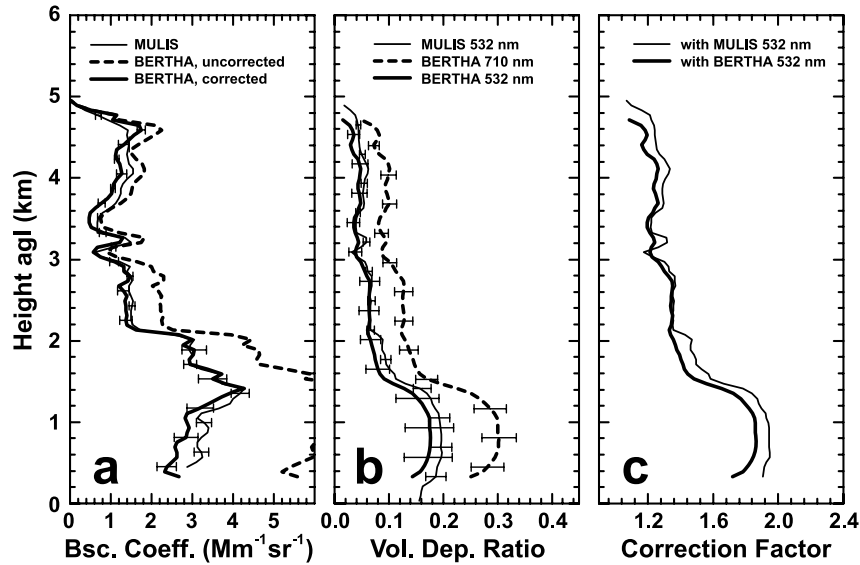 MULIS
BERTHA, uncorrected
BERTHA, corrected
MULIS 532 nm
BERTHA 710 nm
BERTHA 532 nm
with MULIS 532 nm
with BERTHA 532 nm
Height agl (km)
6
5
4
3
2
1
0
a
b
c
0 1 2 3 4 5 6
0.0 0.1 0.2 0.3 0.4
1.2 1.6 2.0 2.4
Bsc. Coeff. (Mm⁻¹sr⁻¹)
Vol. Dep. Ratio
Correction Factor